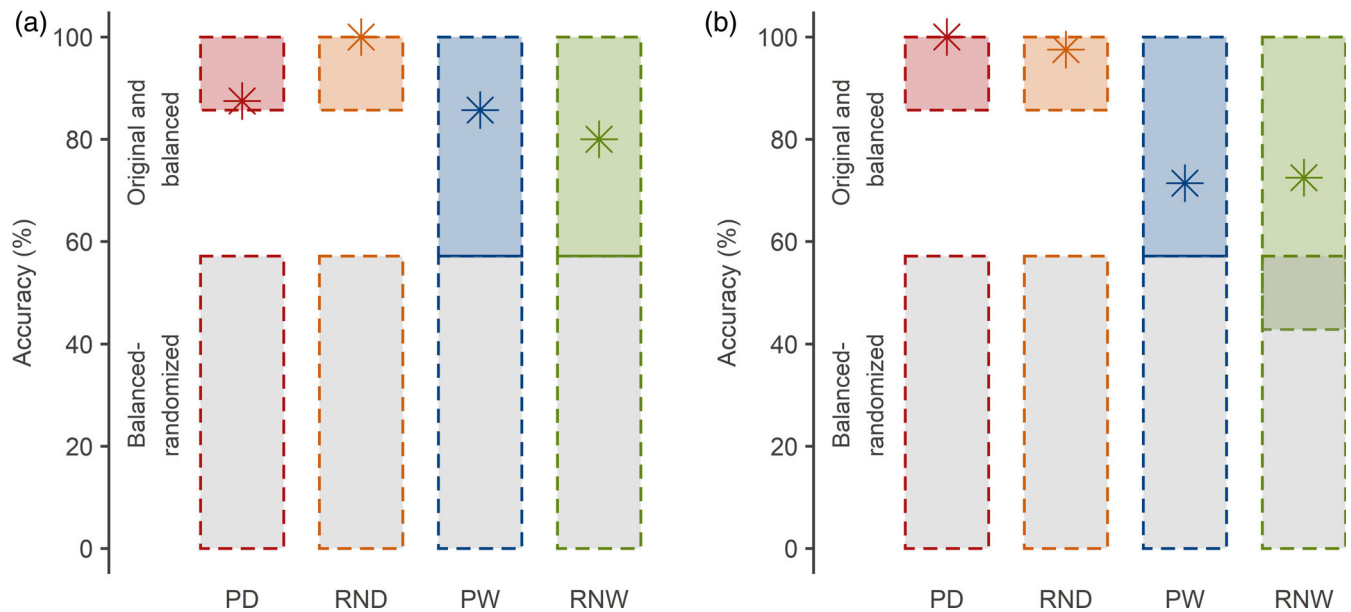 (a)
Accuracy (%)
100
80
60
40
20
0
Original and
balanced
Balanced-
randomized
PD RND PW RNW
(b)
Accuracy (%)
100
80
60
40
20
0
Original and
balanced
Balanced-
randomized
PD RND PW RNW